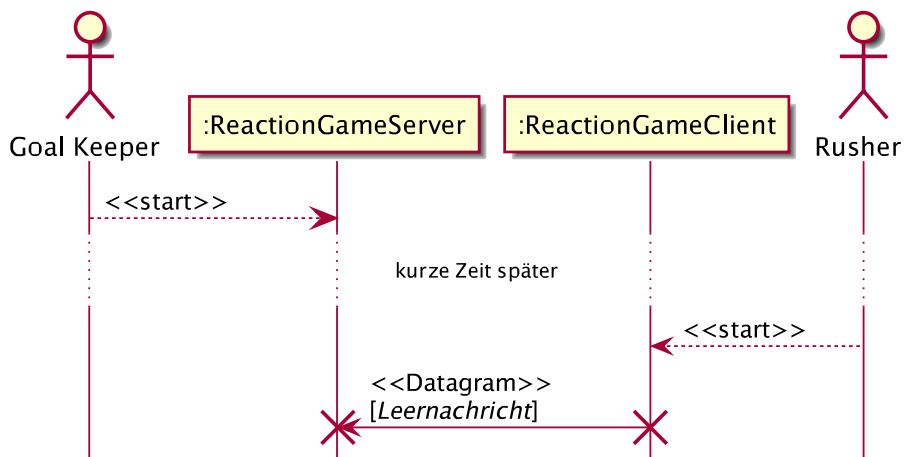 Goal Keeper
:ReactionGameServer
:ReactionGameClient
Rusher
<<start>>
kurze Zeit später
<<start>>
<<Datagram>>
[Leernachricht]